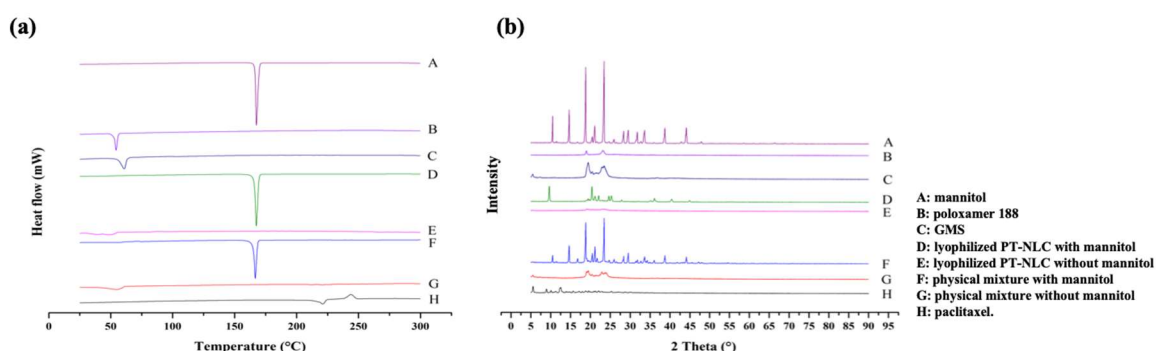 (a)
(b)
Heat flow (mW)
A
B
C
D
E
F
G
H
0 50 100 150 200 250 300
Temperature (°C)
Intensity
A
B
C
D
E
F
G
H
0 5 10 15 20 25 30 35 40 45 50 55 60 65 70 75 80 85 90 95
2 Theta (°)
A: mannitol
B: poloxamer 188
C: GMS
D: lyophilized PT-NLC with mannitol
E: lyophilized PT-NLC without mannitol
F: physical mixture with mannitol
G: physical mixture without mannitol
H: paclitaxel.